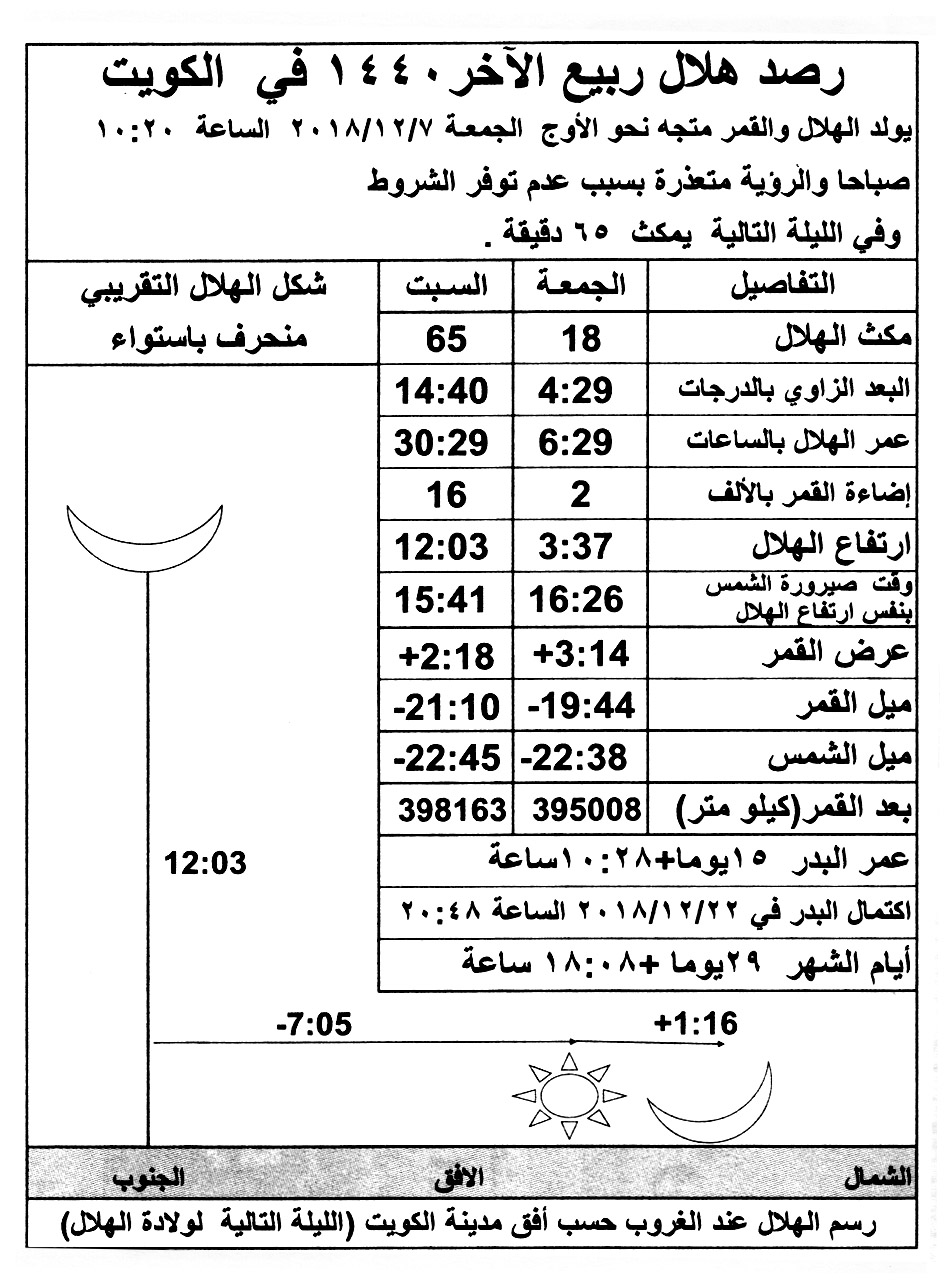 رصد هلال ربيع الآخر ١٤٤٠ في الكويت
يولد الهلال والقمر متجه نحو الأوج الجمعة ٢٠١٨/١٢/٧ الساعة ١٠:٢٠
صباحا والرؤية متعذرة بسبب عدم توفر الشروط
وفي الليلة التالية يمكث ٦٥ دقيقة .
التفاصيل الجمعة السبت شكل الهلال التقريبي
مكث الهلال 18 65 منحرف باستواء
البعد الزاوي بالدرجات 4:29 14:40
عمر الهلال بالساعات 6:29 30:29
إضاءة القمر بالألف 2 16
ارتفاع الهلال 3:37 12:03
وقت صيرورة الشمس
بنفس ارتفاع الهلال 16:26 15:41
عرض القمر +3:14 +2:18
ميل القمر -19:44 -21:10
ميل الشمس -22:38 -22:45
بعد القمر(كيلو متر) 395008 398163
عمر البدر ١٥يوما+١٠:٢٨ساعة
12:03
اكتمال البدر في ٢٠١٨/١٢/٢٢ الساعة ٢٠:٤٨
أيام الشهر ٢٩يوما +١٨:٠٨ ساعة
+1:16 -7:05
الشمال الافق الجنوب
رسم الهلال عند الغروب حسب أفق مدينة الكويت (الليلة التالية لولادة الهلال)